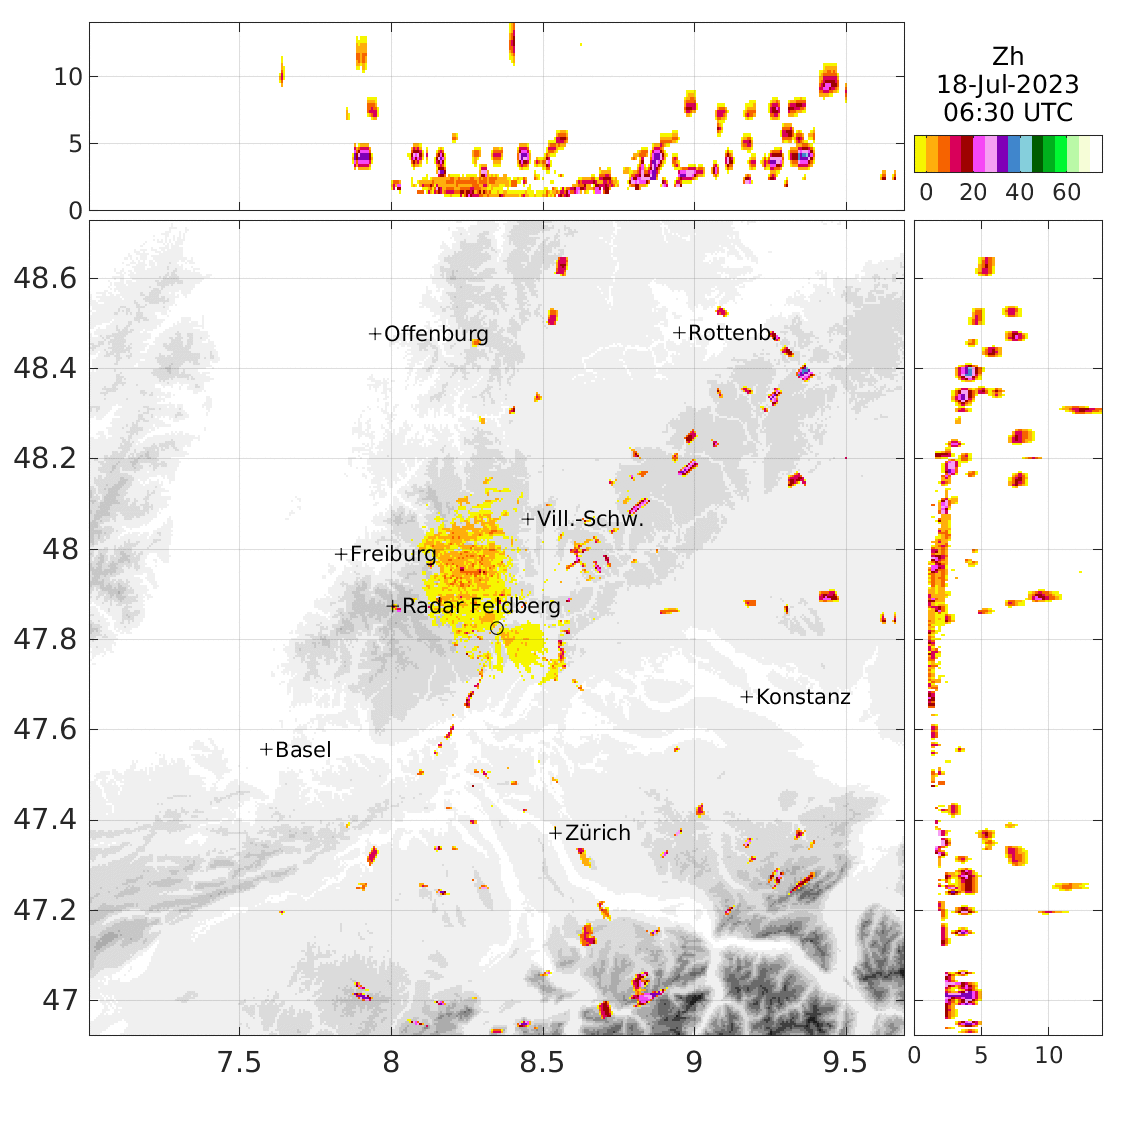 10
5
0
Zh
18-Jul-2023
06:30 UTC
0 20 40 60
48.6
48.4
48.2
48
47.8
47.6
47.4
47.2
47
+Offenburg
+Rottenb.
+Vill.-Schw.
+Freiburg
+Radar Feldberg
+Konstanz
+Basel
+Zürich
7.5 8 8.5 9 9.5
0 5 10